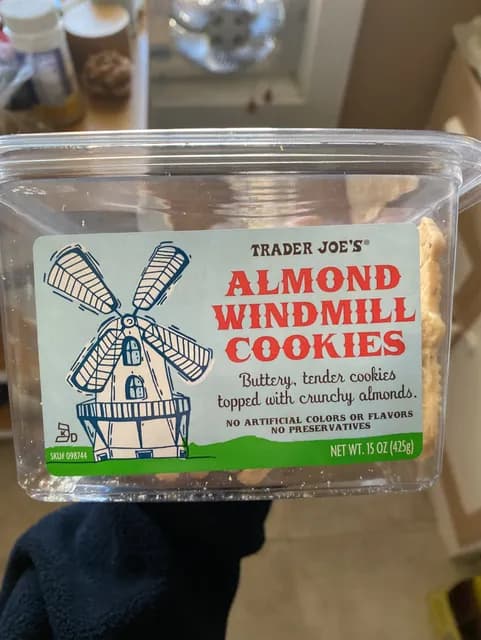 TRADER JOE'S®
ALMOND
WINDMILL
COOKIES
Buttery, tender cookies
topped with crunchy almonds.
NO ARTIFICIAL COLORS OR FLAVORS
NO PRESERVATIVES
SKU# 098744
NET WT. 15 OZ (425g)